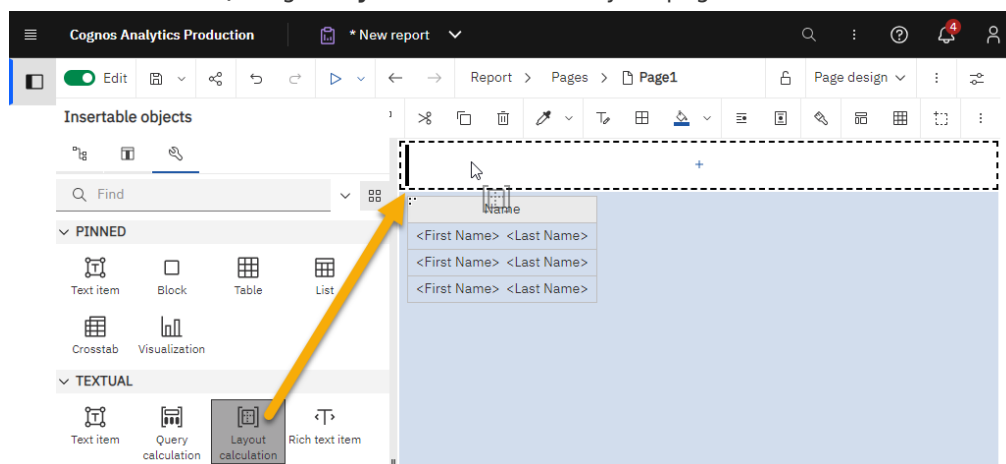 Cognos Analytics Production * New report 4
Edit Report > Pages > Page1 Page design
Insertable objects
Find
PINNED
Text item Block Table List
Crosstab Visualization
TEXTUAL
Text item Query calculation Layout calculation Rich text item
+
Name
<First Name> <Last Name>
<First Name> <Last Name>
<First Name> <Last Name>